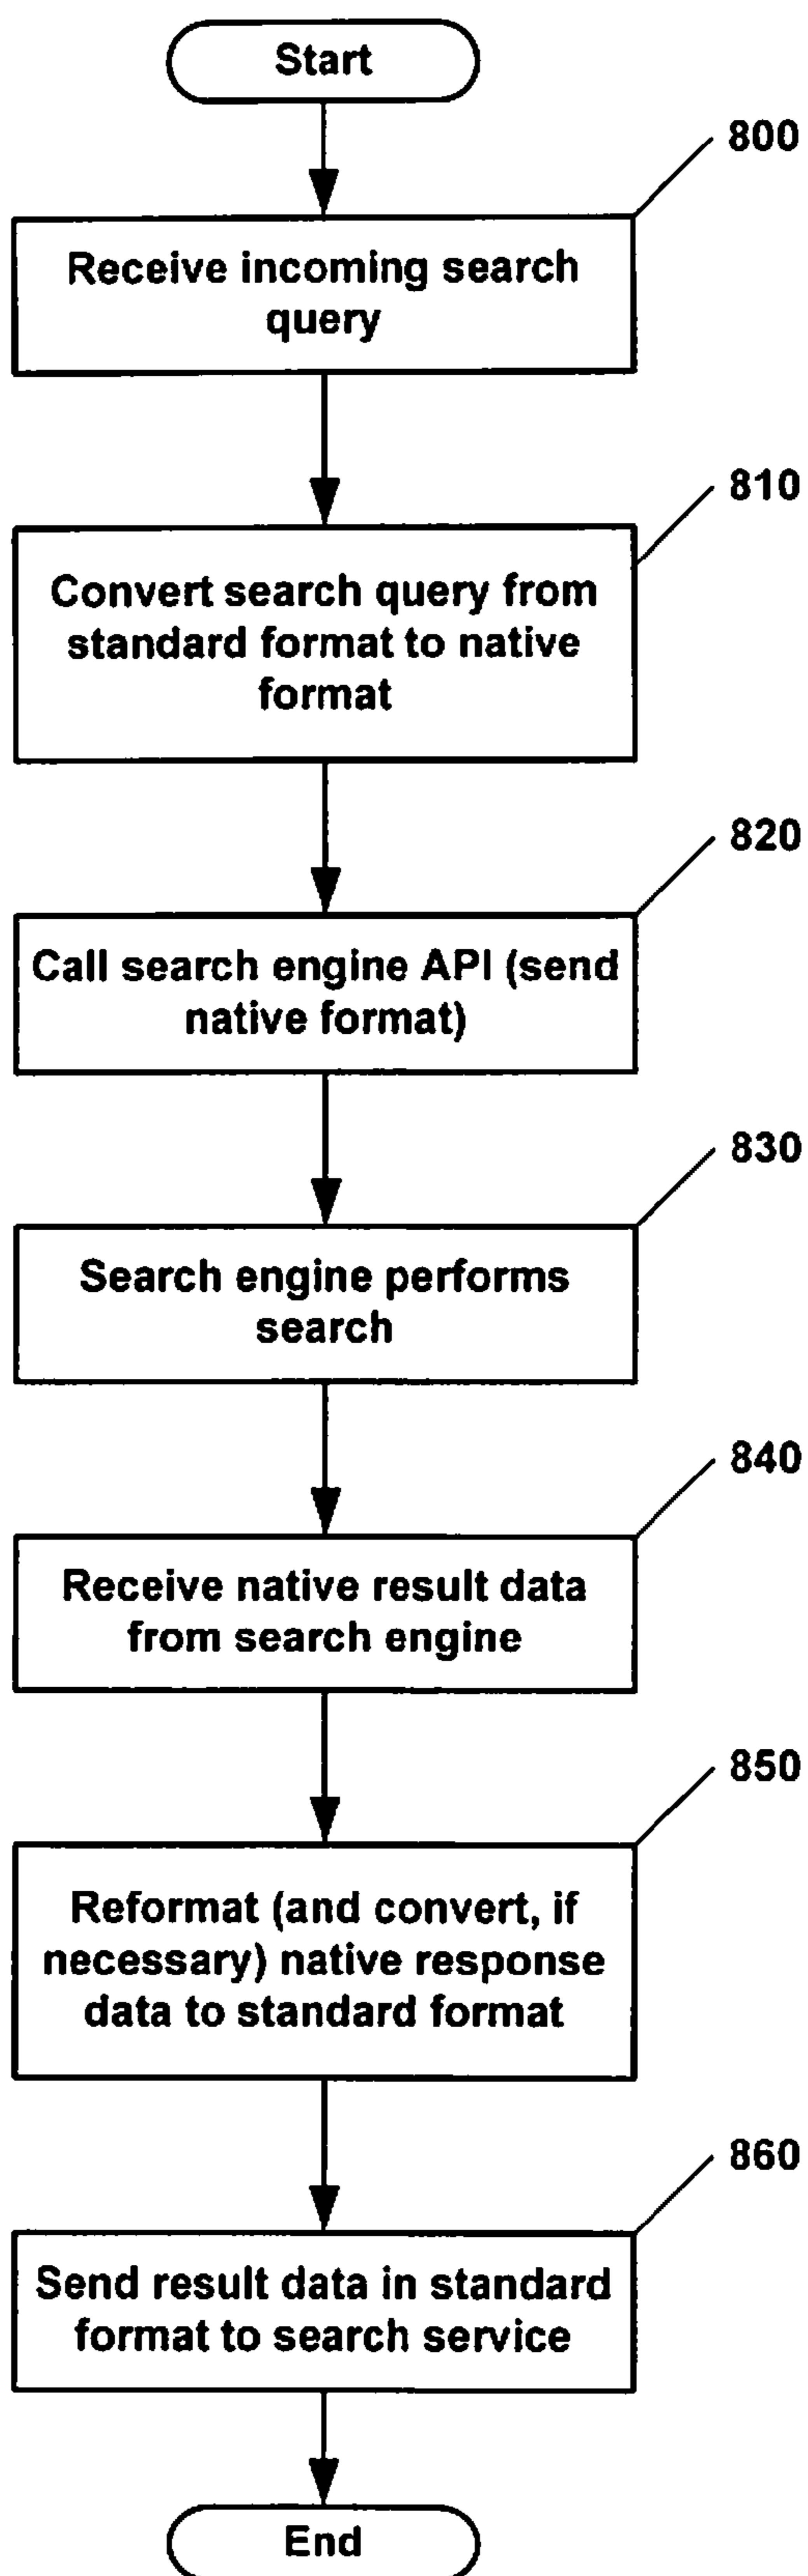 Start
800
Receive incoming search
query
810
Convert search query from
standard format to native
format
820
Call search engine API (send
native format)
830
Search engine performs
search
840
Receive native result data
from search engine
850
Reformat (and convert, if
necessary) native response
data to standard format
860
Send result data in standard
format to search service
End